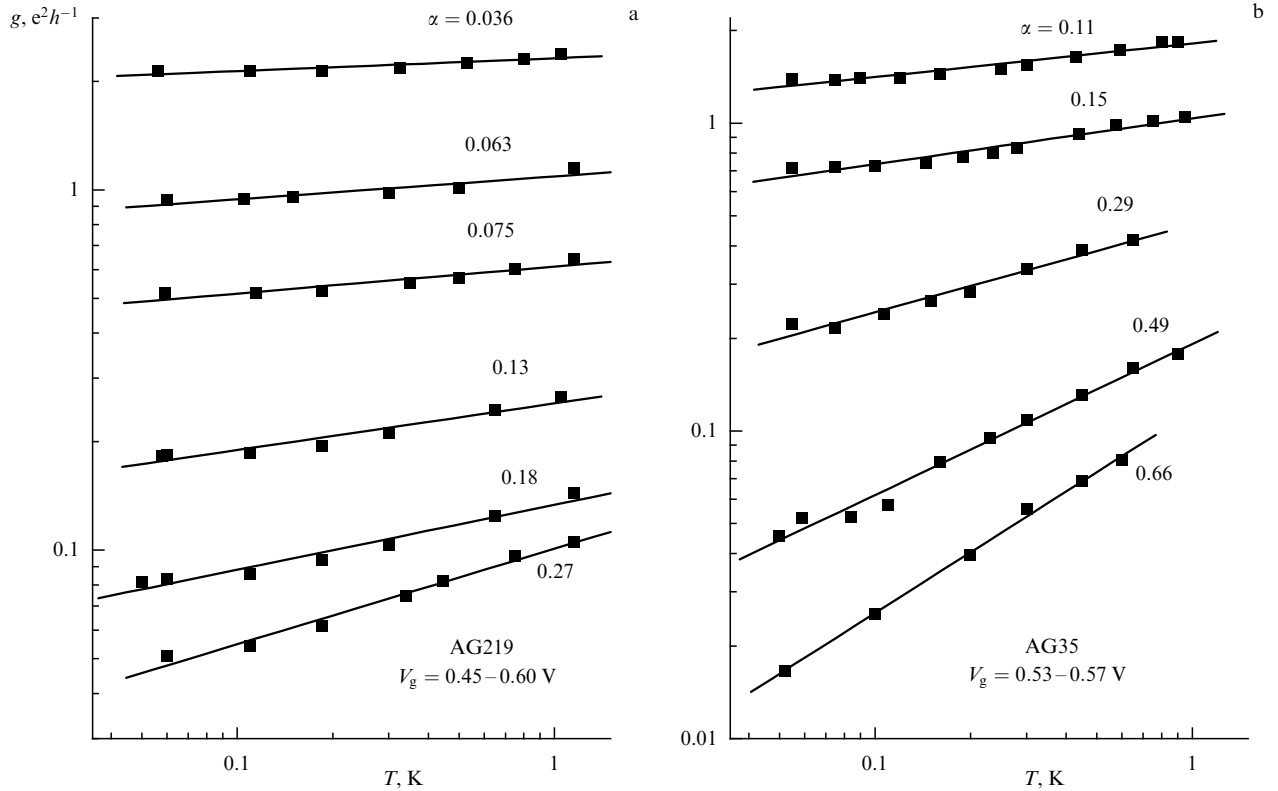 g, e²h⁻¹
a
α = 0.036
0.063
1
0.075
0.13
0.18
0.1
0.27
AG219
V_g = 0.45–0.60 V
0.1
1
T, K
b
α = 0.11
0.15
1
0.29
0.49
0.1
0.66
AG35
V_g = 0.53–0.57 V
0.01
0.1
1
T, K